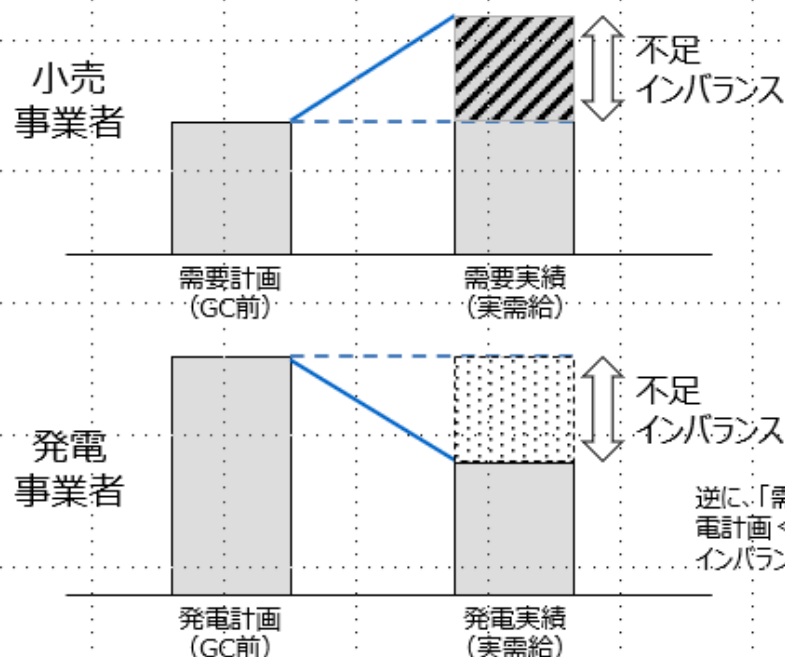 小売
事業者
不足
インバランス
需要計画
（GC前）
需要実績
（実需給）
発電
事業者
不足
インバランス
逆に、「需
電計画＜
インバラン
発電計画
（GC前）
発電実績
（実需給）